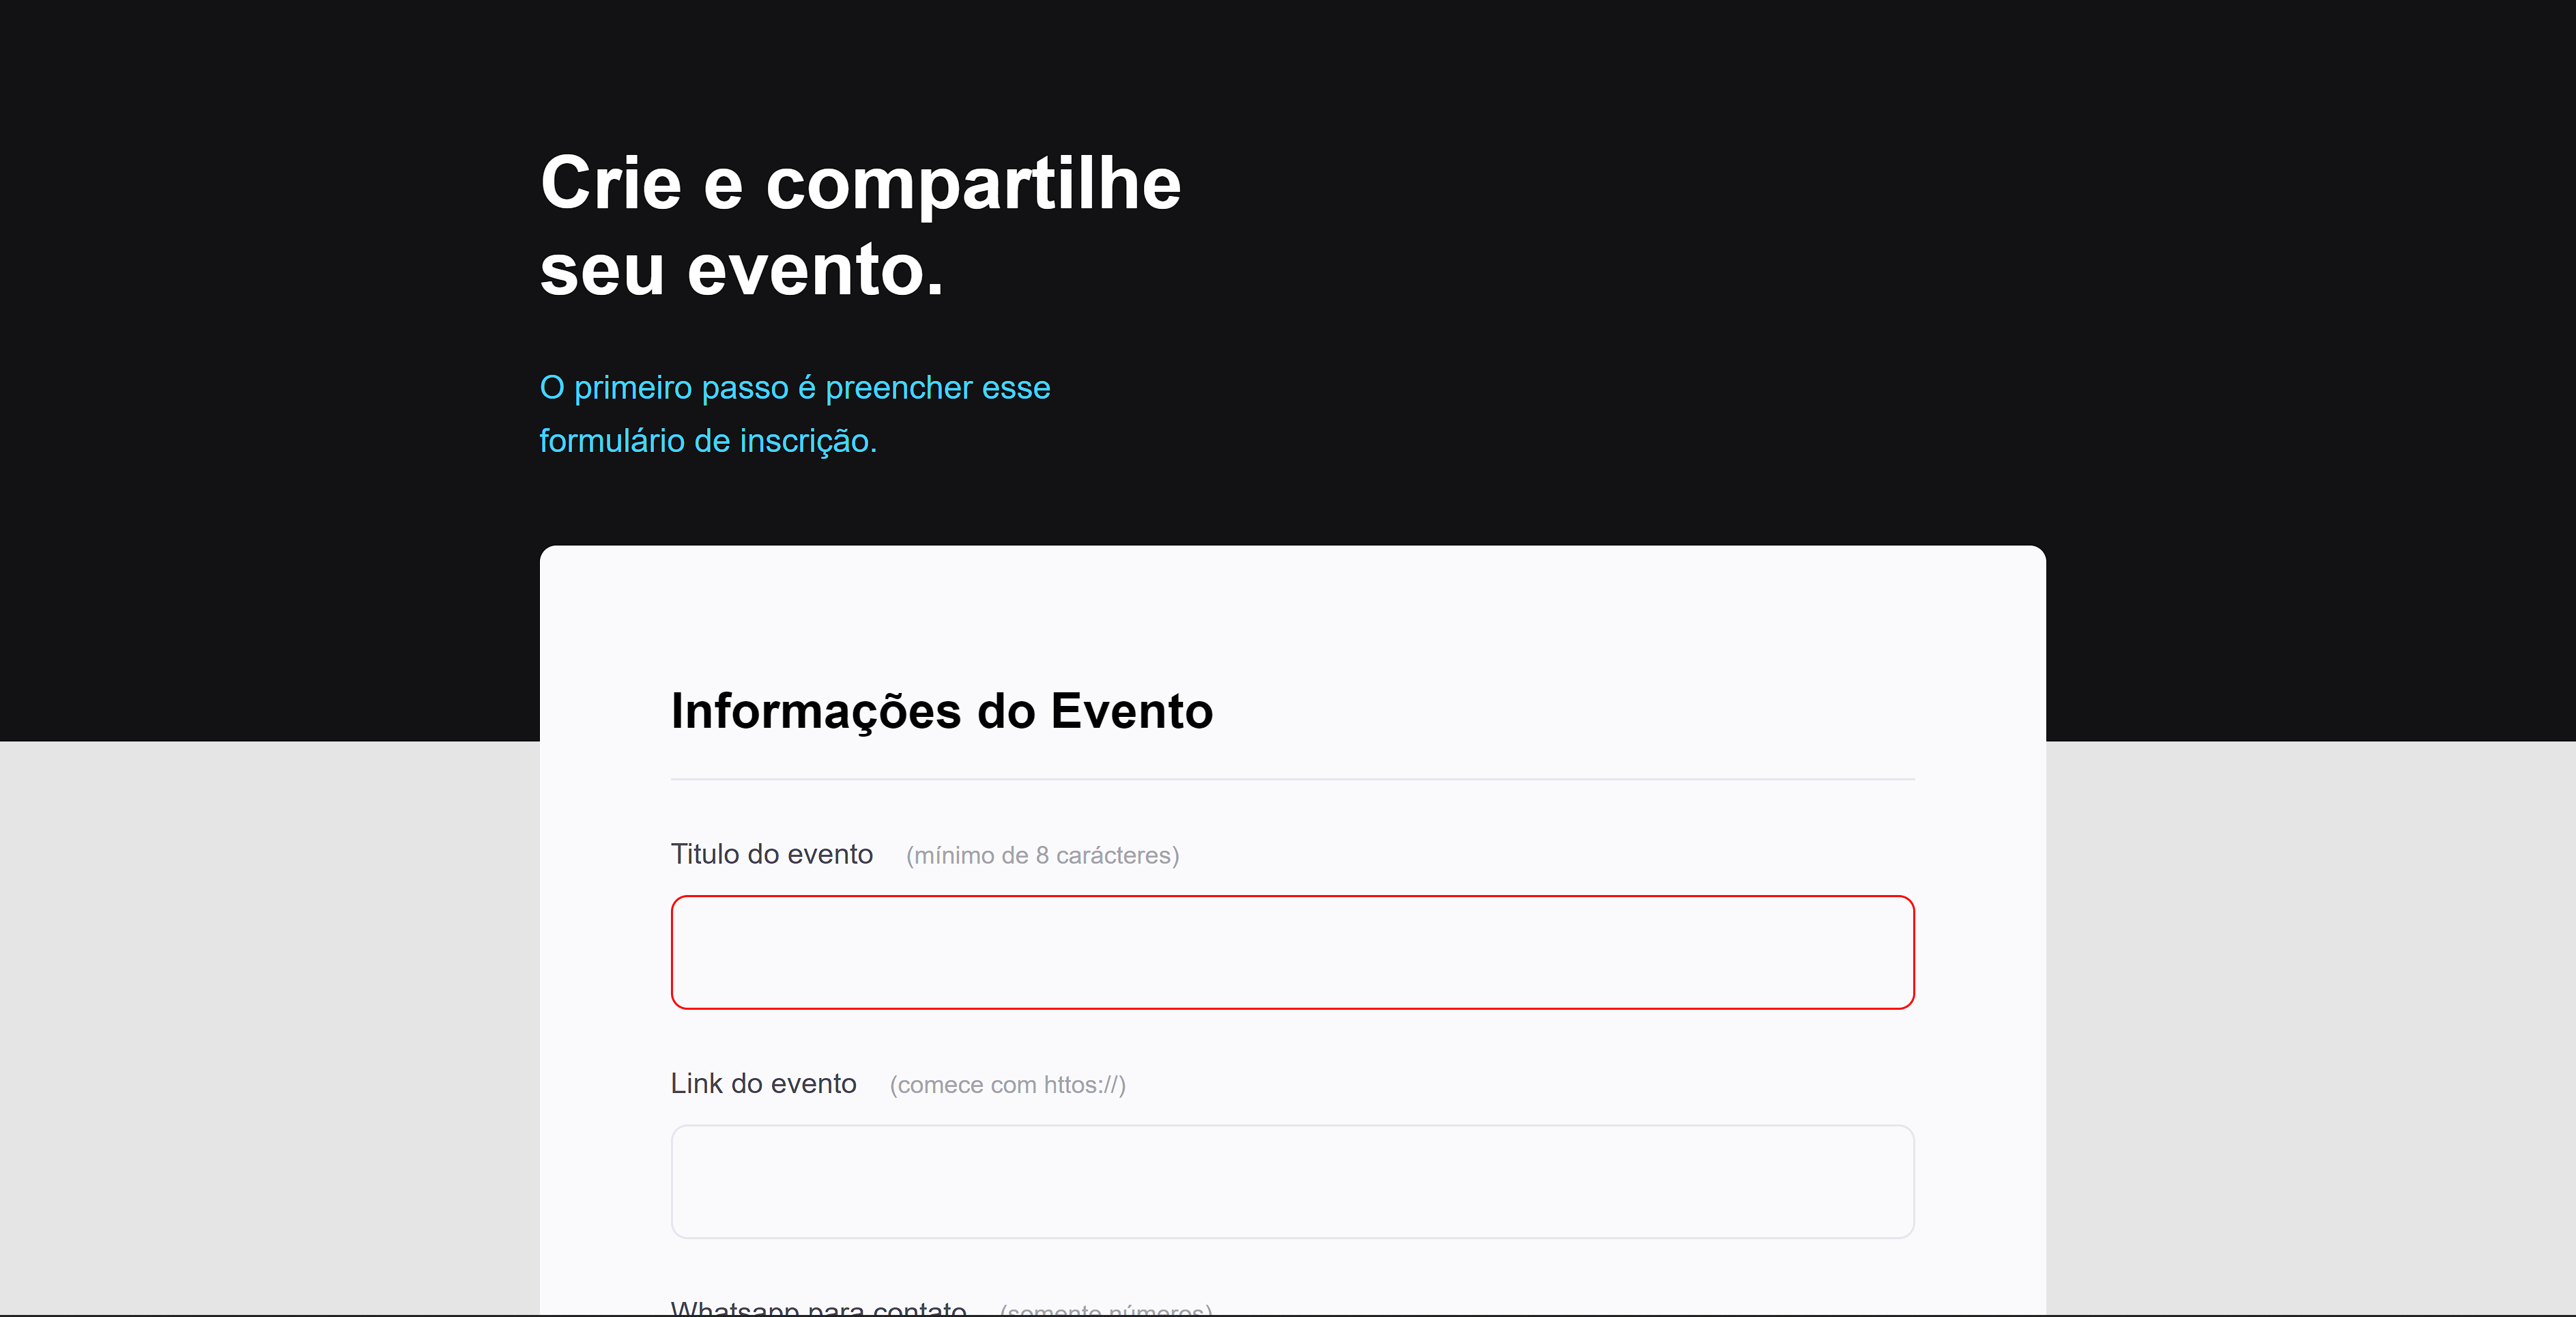 Crie e compartilhe
seu evento.
O primeiro passo é preencher esse
formulário de inscrição.
Informações do Evento
Titulo do evento (mínimo de 8 carácteres)
Link do evento (comece com httos://)
Whatsapp para contato (somente números)